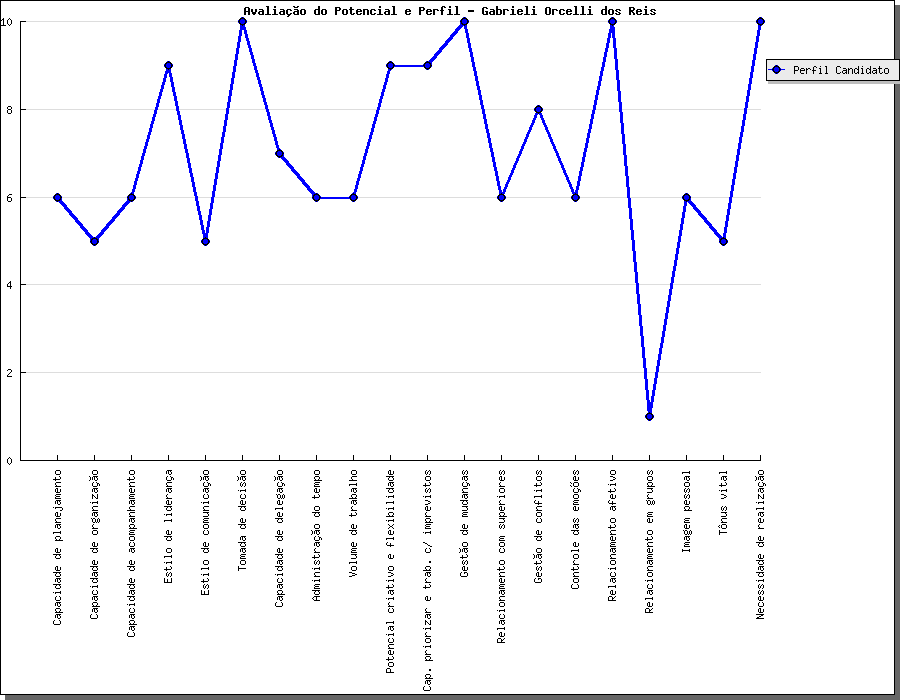 Avaliação do Potencial e Perfil - Gabrieli Orcelli dos Reis
10
8
6
4
2
0
Perfil Candidato
Capacidade de planejamento
Capacidade de organização
Capacidade de acompanhamento
Estilo de liderança
Estilo de comunicação
Tomada de decisão
Capacidade de delegação
Administração do tempo
Volume de trabalho
Potencial criativo e flexibilidade
Cap. priorizar e trab. c/ imprevistos
Gestão de mudanças
Relacionamento com superiores
Gestão de conflitos
Controle das emoções
Relacionamento afetivo
Relacionamento em grupos
Imagem pessoal
Tônus vital
Necessidade de realização